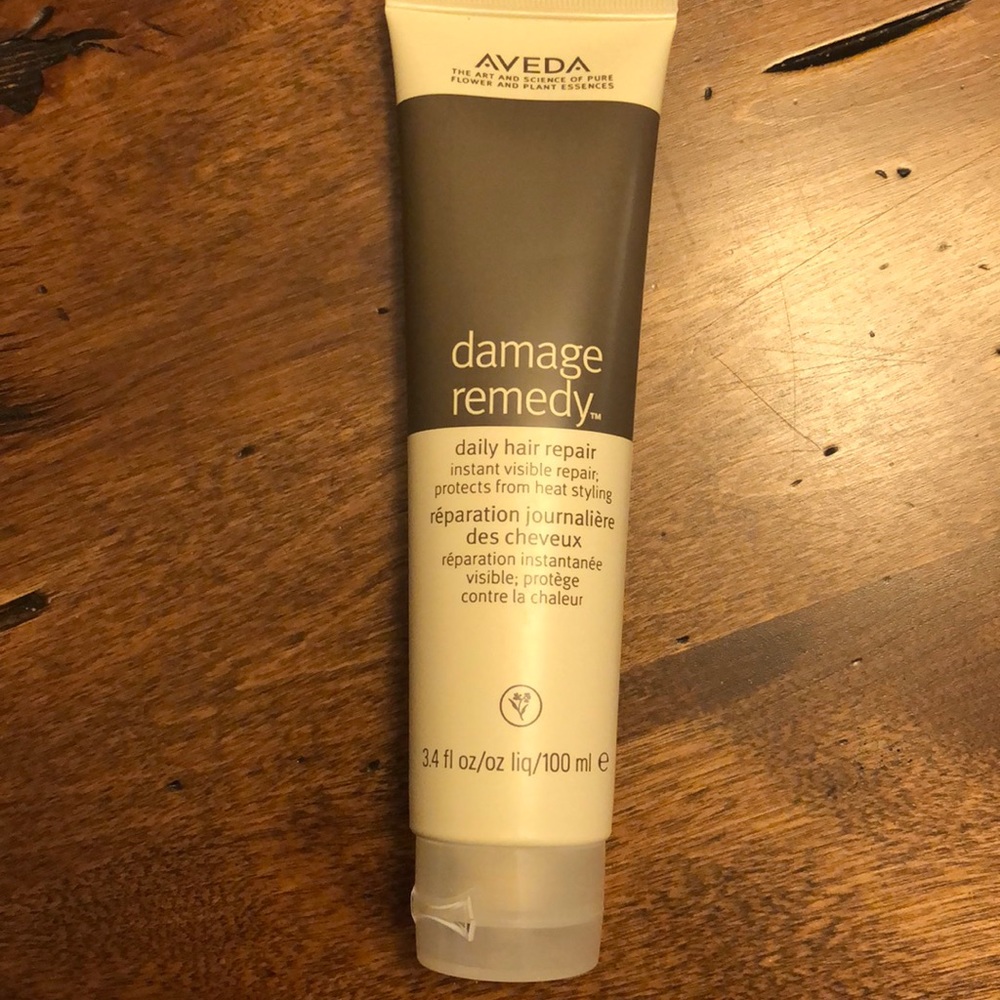 AVEDA
THE ART AND SCIENCE OF PURE
FLOWER AND PLANT ESSENCES
damage
remedy™
daily hair repair
instant visible repair;
protects from heat styling
réparation journalière
des cheveux
réparation instantanée
visible; protège
contre la chaleur
3.4 fl oz/oz liq/100 ml ℮